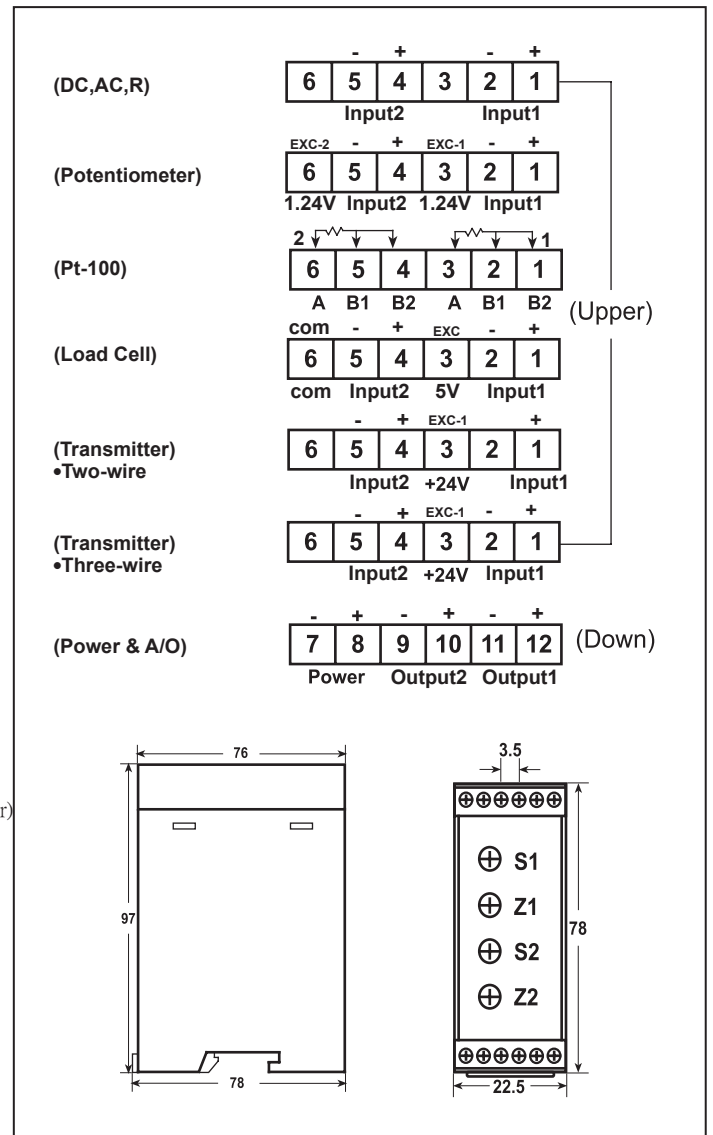 - + - +
(DC,AC,R) 6 5 4 3 2 1
Input2 Input1
EXC-2 - + EXC-1 - +
(Potentiometer) 6 5 4 3 2 1
1.24V Input2 1.24V Input1
2 1
(Pt-100) 6 5 4 3 2 1
A B1 B2 A B1 B2
(Upper)
com - + EXC - +
(Load Cell) 6 5 4 3 2 1
com Input2 5V Input1
- + EXC-1 +
(Transmitter)
•Two-wire
6 5 4 3 2 1
Input2 +24V Input1
- + EXC-1 - +
(Transmitter)
•Three-wire
6 5 4 3 2 1
Input2 +24V Input1
- + - + - +
(Power & A/O) 7 8 9 10 11 12 (Down)
Power Output2 Output1
76
97
78
r)
3.5
S1
Z1
S2
Z2
78
22.5